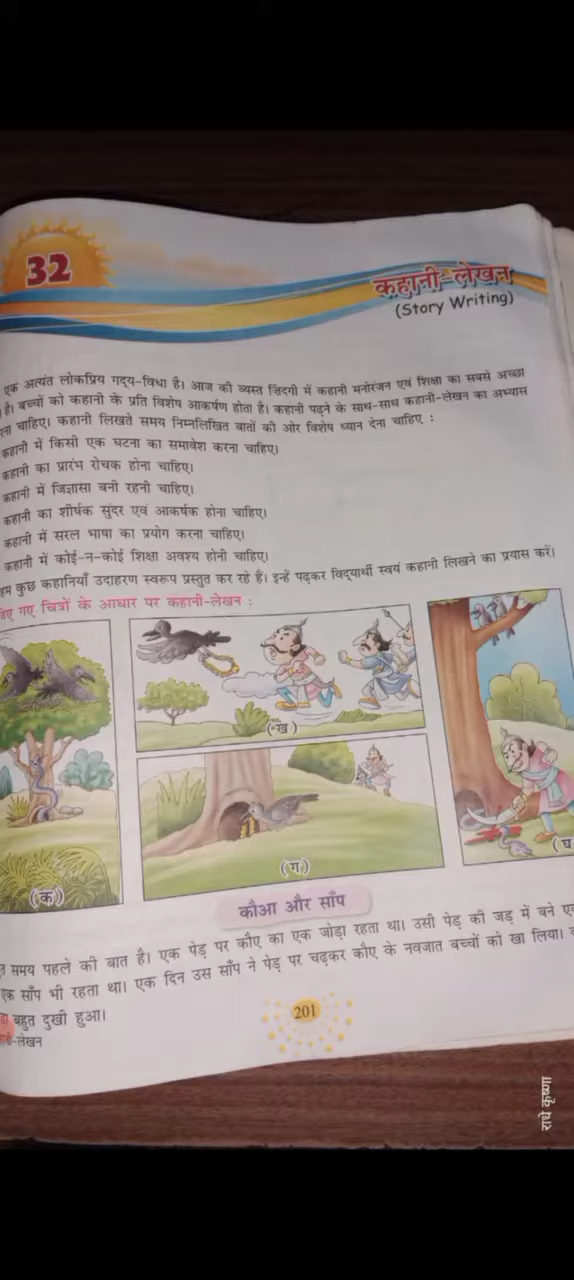 32
कहानी-लेखन
(Story Writing)
एक अत्यंत लोकप्रिय गद्य-विधा है। आज की व्यस्त ज़िंदगी में कहानी मनोरंजन एवं शिक्षा का सबसे अच्छा
है। बच्चों को कहानी के प्रति विशेष आकर्षण होता है। कहानी पढ़ने के साथ-साथ कहानी-लेखन का अभ्यास
चाहिए। कहानी लिखते समय निम्नलिखित बातों की ओर विशेष ध्यान देना चाहिए :
कहानी में किसी एक घटना का समावेश करना चाहिए।
कहानी का प्रारंभ रोचक होना चाहिए।
कहानी में जिज्ञासा बनी रहनी चाहिए।
कहानी का शीर्षक सुंदर एवं आकर्षक होना चाहिए।
कहानी में सरल भाषा का प्रयोग करना चाहिए।
कहानी में कोई-न-कोई शिक्षा अवश्य होनी चाहिए।
हम कुछ कहानियाँ उदाहरण स्वरूप प्रस्तुत कर रहे हैं। इन्हें पढ़कर विद्यार्थी स्वयं कहानी लिखने का प्रयास करें।
दिए गए चित्रों के आधार पर कहानी-लेखन :
(क)
(ख)
(ग)
(घ
कौआ और साँप
समय पहले की बात है। एक पेड़ पर कौए का एक जोड़ा रहता था। उसी पेड़ की जड़ में बने
एक साँप भी रहता था। एक दिन उस साँप ने पेड़ पर चढ़कर कौए के नवजात बच्चों को खा लिया।
बहुत दुखी हुआ।
-लेखन
201
राधे कृष्णा